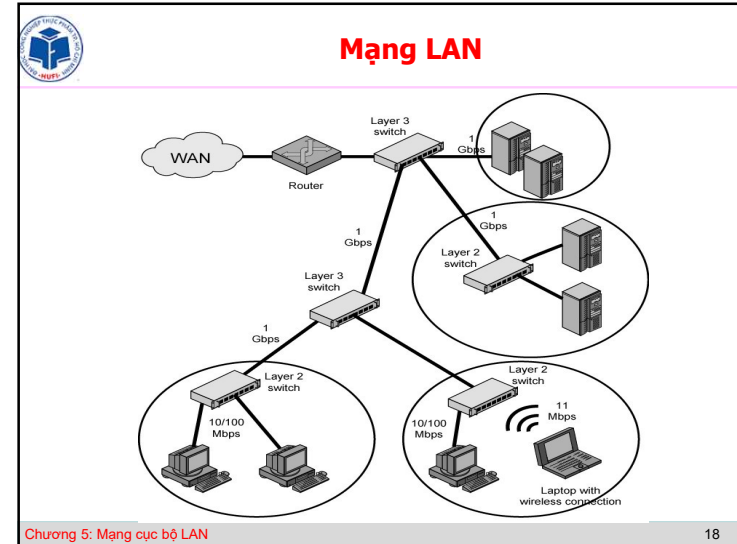 Mạng LAN
Layer 3
switch
1
Gbps
WAN
Router
1
Gbps
1
Gbps
Layer 2
switch
Layer 3
switch
1
Gbps
Layer 2
switch
10/100
Mbps
Layer 2
switch
10/100
Mbps
11
Mbps
Laptop with
wireless connection
HUFI
Chương 5: Mạng cục bộ LAN
18